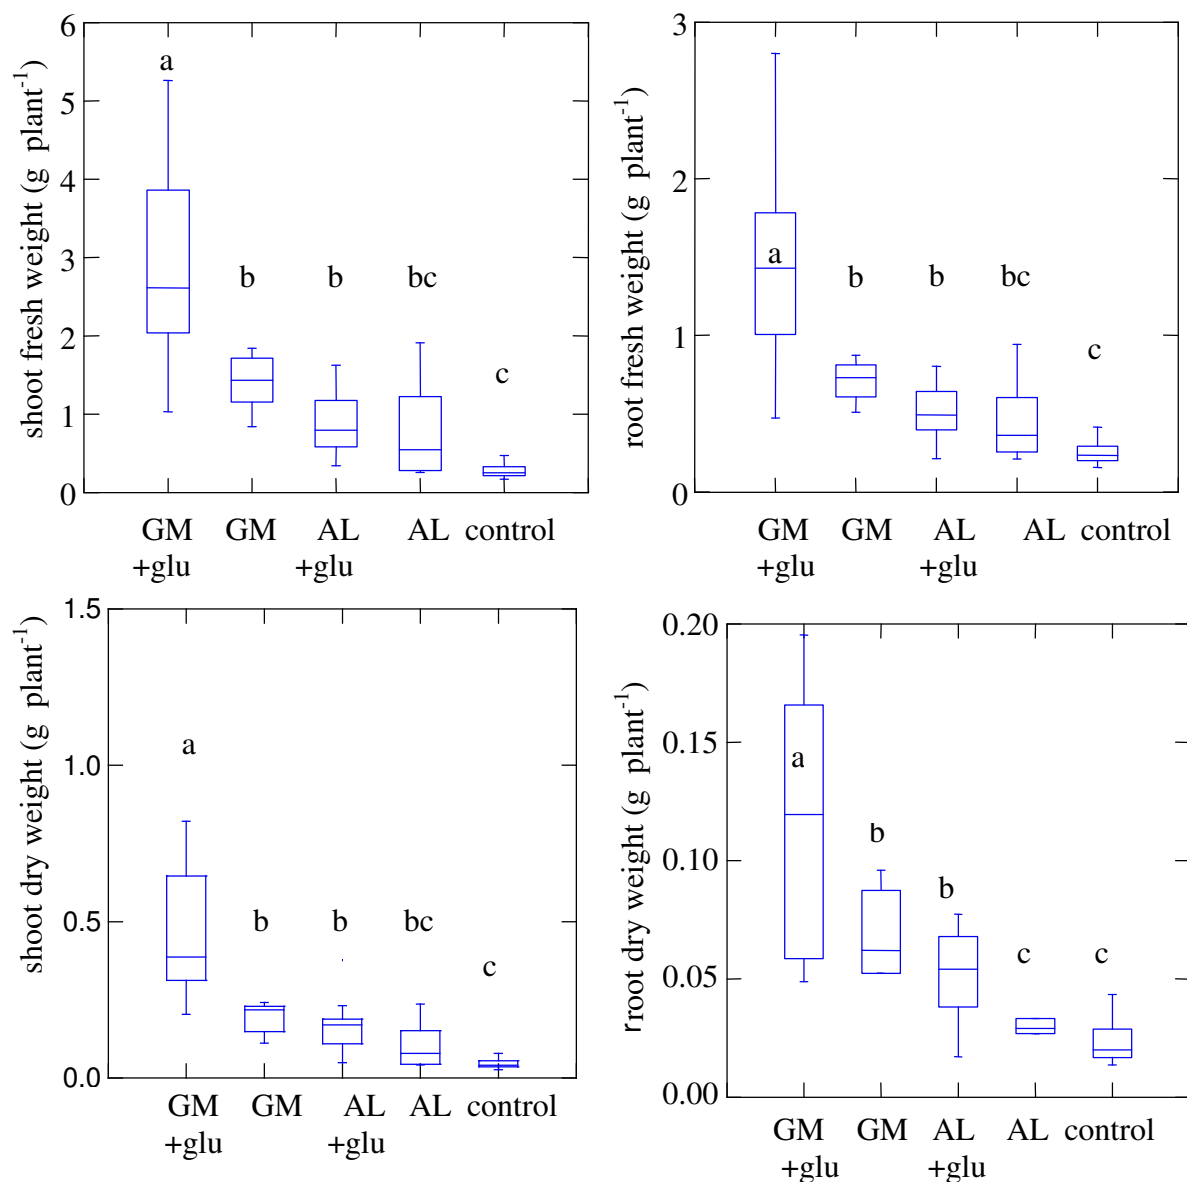 shoot fresh weight (g plant-1)
6
5
4
3
2
1
0
a
b
b
bc
c
GM GM AL AL control
+glu +glu
root fresh weight (g plant-1)
3
2
1
0
a
b
b
bc
c
GM GM AL AL control
+glu +glu
shoot dry weight (g plant-1)
1.5
1.0
0.5
0.0
a
b
b
bc
c
GM GM AL AL control
+glu +glu
rroot dry weight (g plant-1)
0.20
0.15
0.10
0.05
0.00
a
b
b
c
c
GM GM AL AL control
+glu +glu